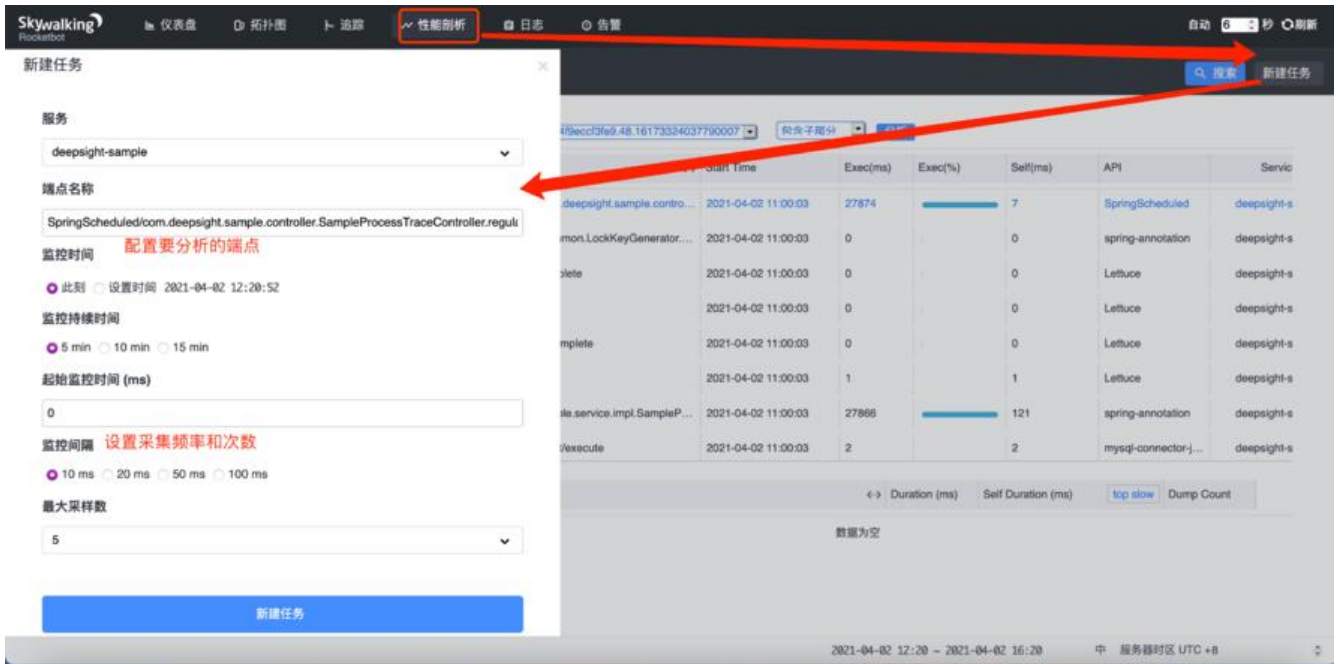 Skywalking
Rocketbot
仪表盘 拓扑图 追踪 性能剖析 日志 告警 自动 6 秒 刷新
新建任务 搜索 新建任务
服务
deepsight-sample
端点名称
SpringScheduled/com.deepsight.sample.controller.SampleProcessTraceController.regula
配置要分析的端点
监控时间
此刻 设置时间 2021-04-02 12:20:52
监控持续时间
5 min 10 min 15 min
起始监控时间 (ms)
0
监控间隔 设置采集频率和次数
10 ms 20 ms 50 ms 100 ms
最大采样数
5
新建任务
包含子部分
Start Time Exec(ms) Exec(%) Self(ms) API Servic
.deepsight.sample.contro... 2021-04-02 11:00:03 27874 7 SpringScheduled deepsight-s
mon.LockKeyGenerator.... 2021-04-02 11:00:03 0 0 spring-annotation deepsight-s
plete 2021-04-02 11:00:03 0 0 Lettuce deepsight-s
2021-04-02 11:00:03 0 0 Lettuce deepsight-s
mplete 2021-04-02 11:00:03 0 0 Lettuce deepsight-s
2021-04-02 11:00:03 1 1 Lettuce deepsight-s
ple.service.impl.SampleP... 2021-04-02 11:00:03 27866 121 spring-annotation deepsight-s
/execute 2021-04-02 11:00:03 2 2 mysql-connector-j... deepsight-s
Duration (ms) Self Duration (ms) top slow Dump Count
数据为空
2021-04-02 12:20 ~ 2021-04-02 16:20 中 服务器时区 UTC +8